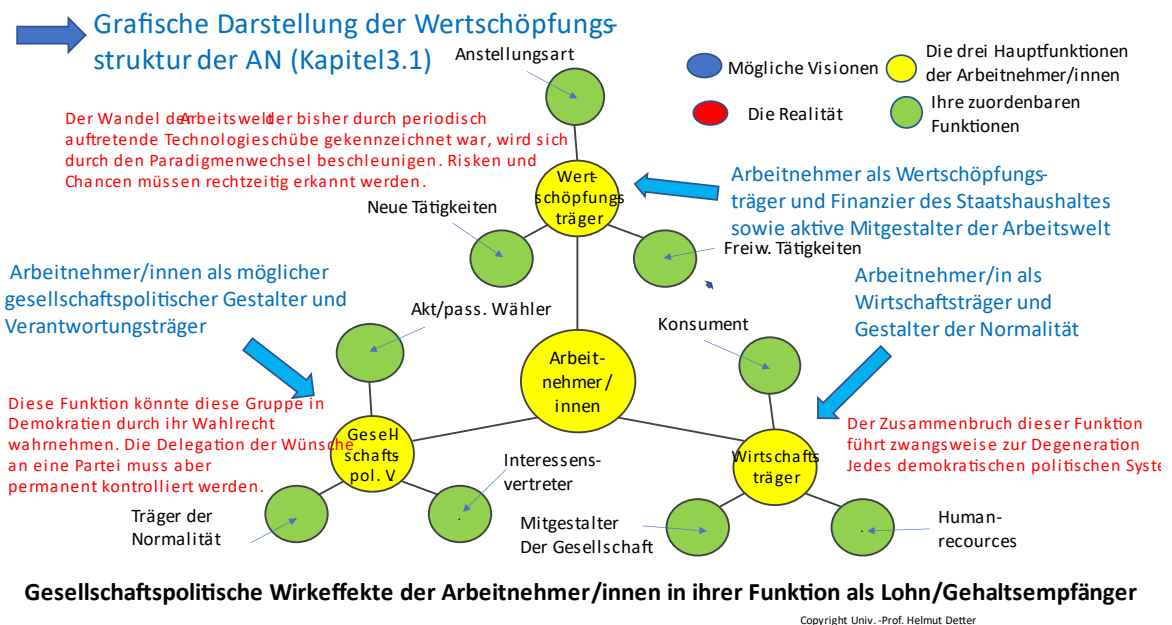 Grafische Darstellung der Wertschöpfungs-
struktur der AN (Kapitel3.1)
Anstellungsart
Mögliche Visionen
Die drei Hauptfunktionen
der Arbeitnehmer/innen
Die Realität
Ihre zuordenbaren
Funktionen
Der Wandel der Arbeitswelt der bisher durch periodisch
auftretende Technologieschübe gekennzeichnet war, wird sich
durch den Paradigmenwechsel beschleunigen. Risken und
Chancen müssen rechtzeitig erkannt werden.
Wert-
schöpfungs
träger
Arbeitnehmer als Wertschöpfungs-
träger und Finanzier des Staatshaushaltes
sowie aktive Mitgestalter der Arbeitswelt
Neue Tätigkeiten
Freiw. Tätigkeiten
Arbeitnehmer/innen als möglicher
gesellschaftspolitischer Gestalter und
Verantwortungsträger
Arbeitnehmer/in als
Wirtschaftsträger und
Gestalter der Normalität
Akt/pass. Wähler
Konsument
Arbeit-
nehmer/
innen
Diese Funktion könnte diese Gruppe in
Demokratien durch ihr Wahlrecht
wahrnehmen. Die Delegation der Wünsche
an eine Partei muss aber
permanent kontrolliert werden.
Gesell
schafts-
pol. V
Der Zusammenbruch dieser Funktion
führt zwangsweise zur Degeneration
Jedes demokratischen politischen Syste
Wirtschafts
träger
Interessens-
vertreter
Träger der
Normalität
Mitgestalter
Der Gesellschaft
Human-
recources
Gesellschaftspolitische Wirkeffekte der Arbeitnehmer/innen in ihrer Funktion als Lohn/Gehaltsempfänger
Copyright Univ. -Prof. Helmut Detter